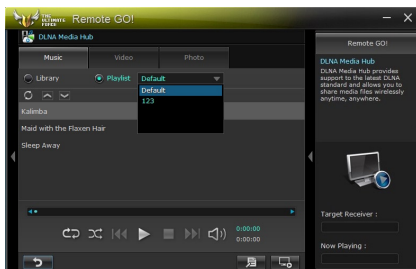 THE ULTIMATE FORCE Remote GO!
DLNA Media Hub
Music Video Photo
Library Playlist Default
Default
123
Kalimba
Maid with the Flaxen Hair
Sleep Away
0:00:00
0:00:00
Remote GO!
DLNA Media Hub
DLNA Media Hub provides
support to the latest DLNA
standard and allows you to
share media files wirelessly
anytime, anywhere.
Target Receiver :
Now Playing :